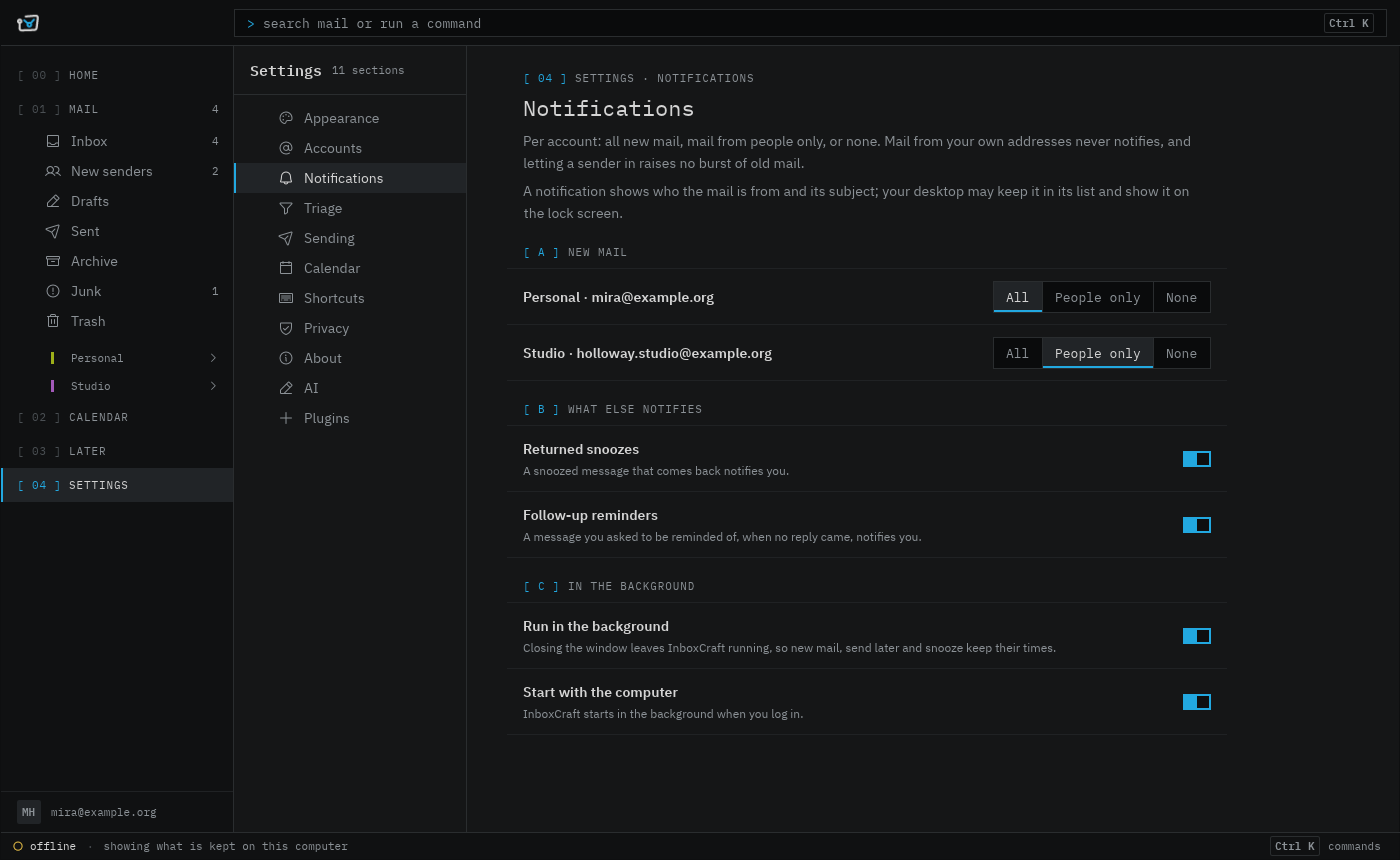 > search mail or run a command Ctrl K
[ 00 ] HOME
[ 01 ] MAIL 4
Inbox 4
New senders 2
Drafts
Sent
Archive
Junk 1
Trash
Personal
Studio
[ 02 ] CALENDAR
[ 03 ] LATER
[ 04 ] SETTINGS
MH mira@example.org
Settings 11 sections
Appearance
Accounts
Notifications
Triage
Sending
Calendar
Shortcuts
Privacy
About
AI
Plugins
[ 04 ] SETTINGS · NOTIFICATIONS
Notifications
Per account: all new mail, mail from people only, or none. Mail from your own addresses never notifies, and
letting a sender in raises no burst of old mail.
A notification shows who the mail is from and its subject; your desktop may keep it in its list and show it on
the lock screen.
[ A ] NEW MAIL
Personal · mira@example.org All People only None
Studio · holloway.studio@example.org All People only None
[ B ] WHAT ELSE NOTIFIES
Returned snoozes
A snoozed message that comes back notifies you.
Follow-up reminders
A message you asked to be reminded of, when no reply came, notifies you.
[ C ] IN THE BACKGROUND
Run in the background
Closing the window leaves InboxCraft running, so new mail, send later and snooze keep their times.
Start with the computer
InboxCraft starts in the background when you log in.
offline · showing what is kept on this computer Ctrl K commands